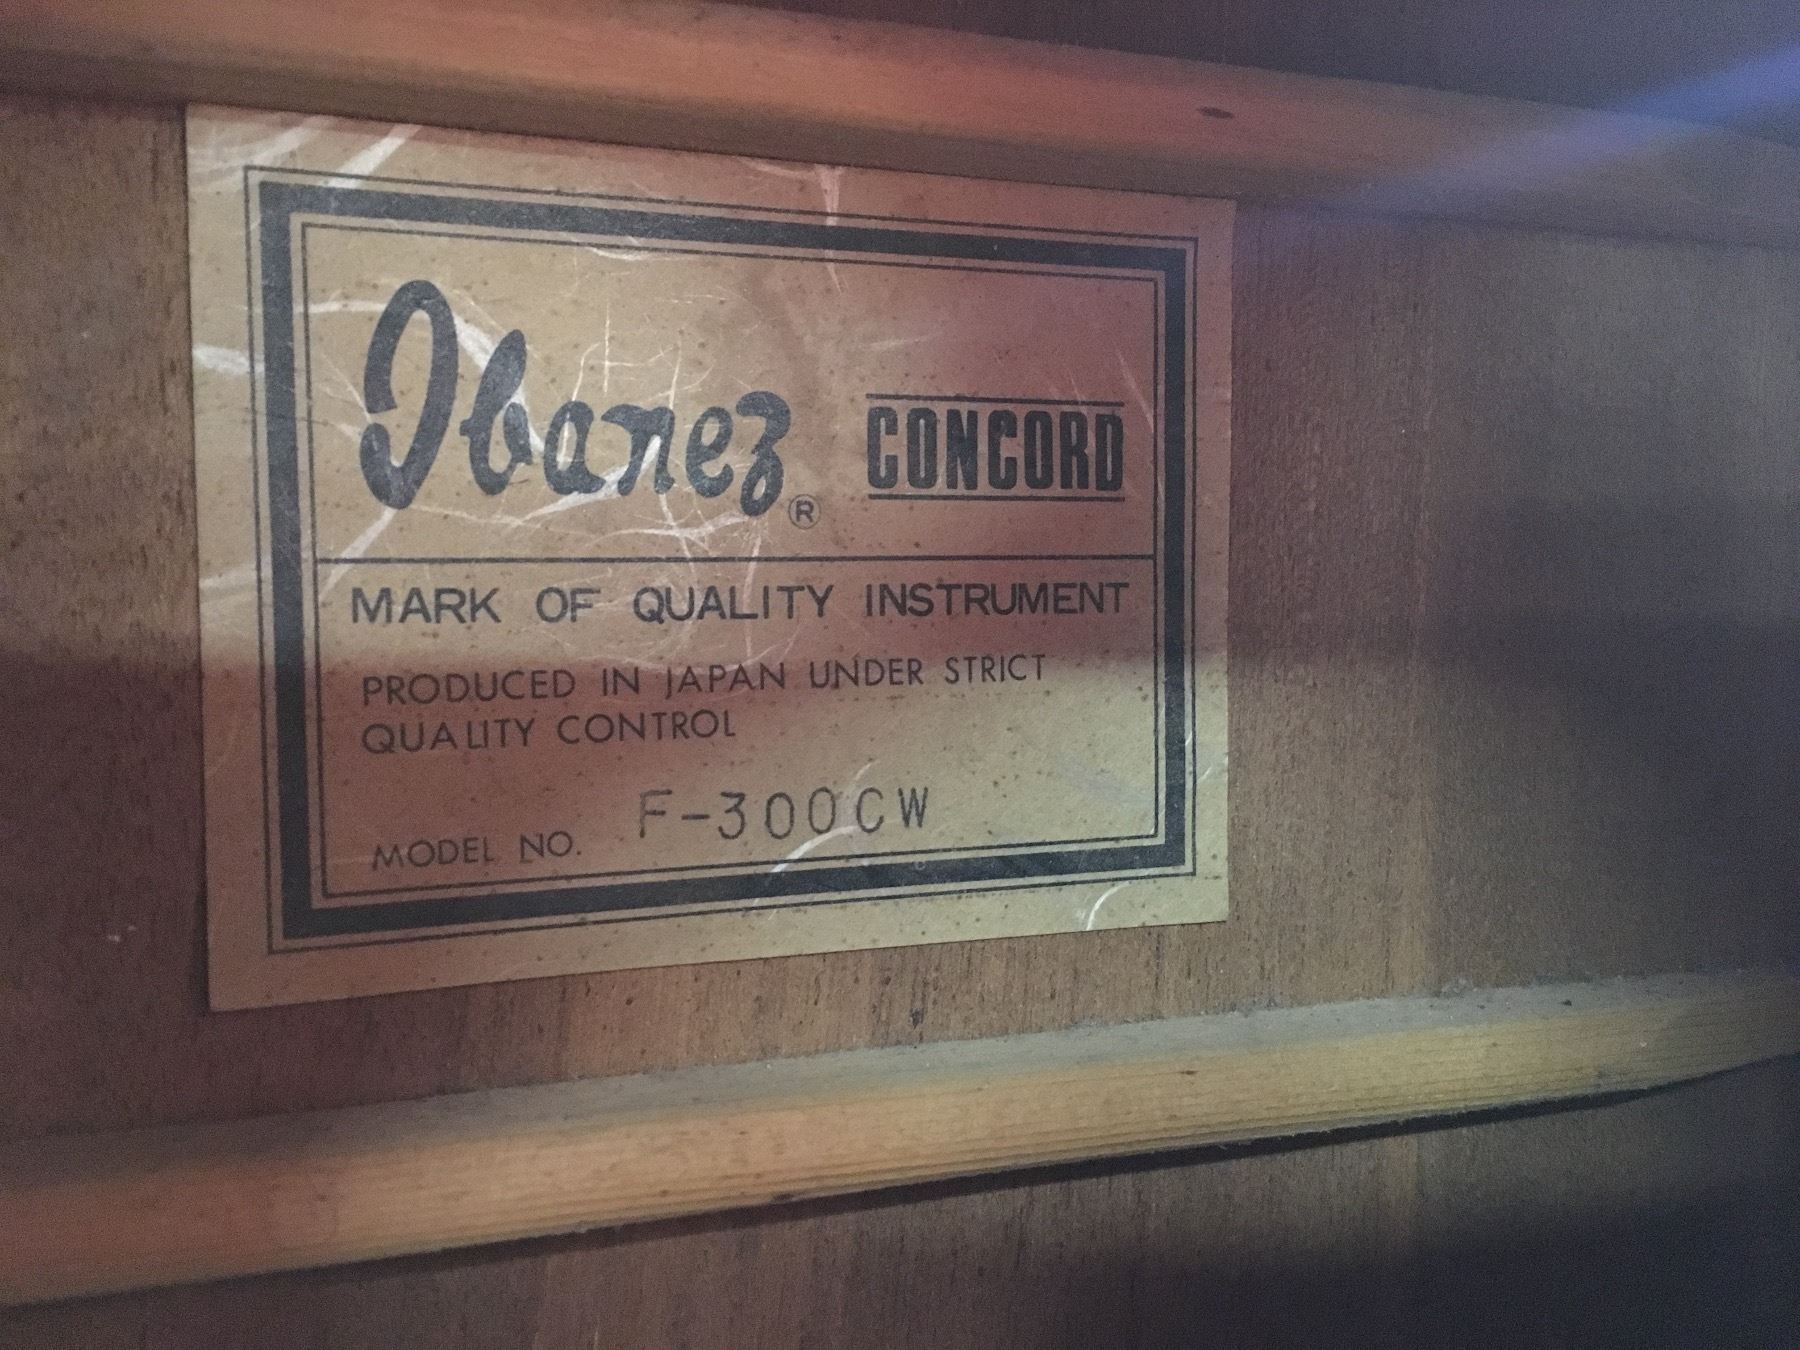 Ibanez® CONCORD
MARK OF QUALITY INSTRUMENT
PRODUCED IN JAPAN UNDER STRICT
QUALITY CONTROL
MODEL NO. F-300CW